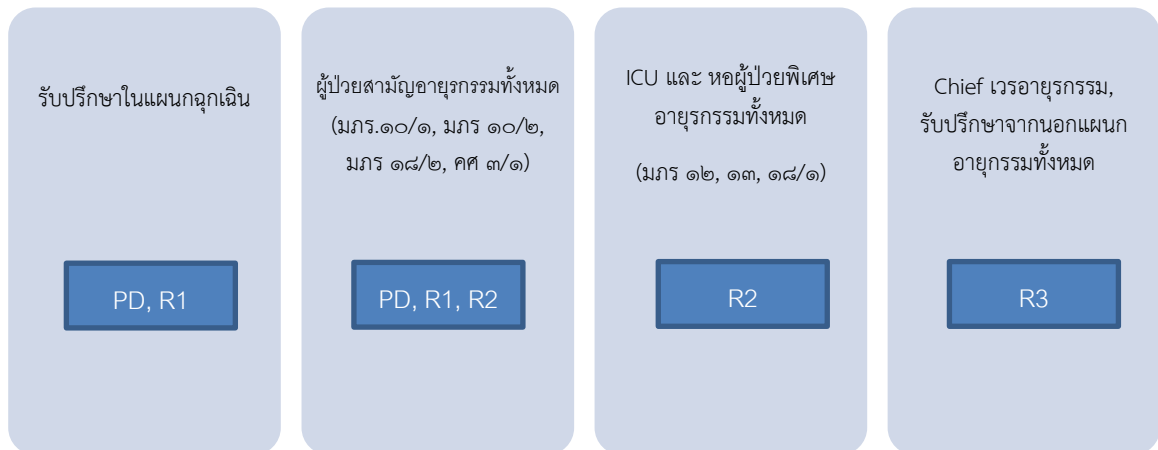 รับปรึกษาในแผนกฉุกเฉิน
PD, R1
ผู้ป่วยสามัญอายุรกรรมทั้งหมด
(มภร.๑๐/๑, มภร ๑๐/๒,
มภร ๑๘/๒, คศ ๓/๑)
PD, R1, R2
ICU และ หอผู้ป่วยพิเศษ
อายุรกรรมทั้งหมด
(มภร ๑๒, ๑๓, ๑๘/๑)
R2
Chief เวรอายุรกรรม,
รับปรึกษาจากนอกแผนก
อายุกรรมทั้งหมด
R3